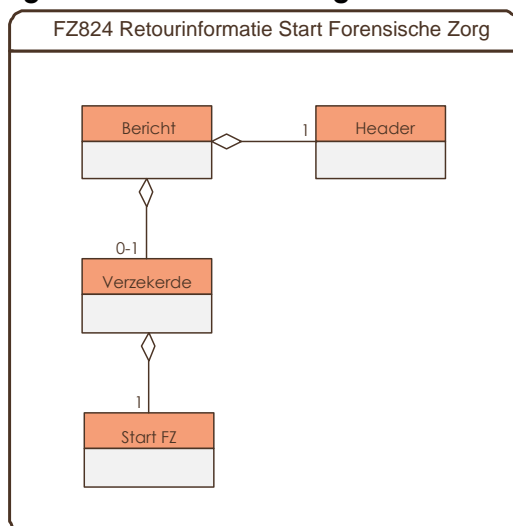 FZ824 Retourinformatie Start Forensische Zorg
Bericht
1
Header
0-1
Verzekerde
1
Start FZ